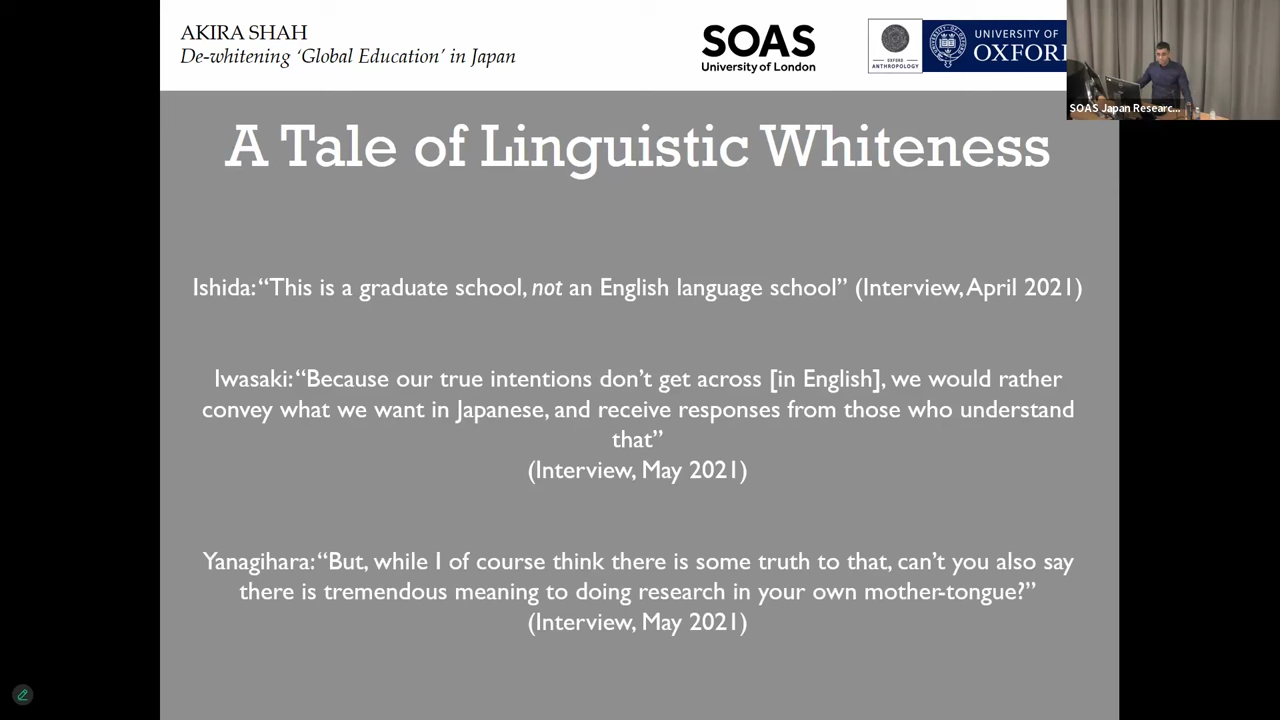 AKIRA SHAH
De-whitening ‘Global Education’ in Japan
SOAS
University of London
OXFORD
ANTHROPOLOGY
UNIVERSITY OF
OXFORD
SOAS Japan Researc...
A Tale of Linguistic Whiteness
Ishida: “This is a graduate school, not an English language school” (Interview, April 2021)
Iwasaki: “Because our true intentions don’t get across [in English], we would rather
convey what we want in Japanese, and receive responses from those who understand
that”
(Interview, May 2021)
Yanagihara: “But, while I of course think there is some truth to that, can’t you also say
there is tremendous meaning to doing research in your own mother-tongue?”
(Interview, May 2021)